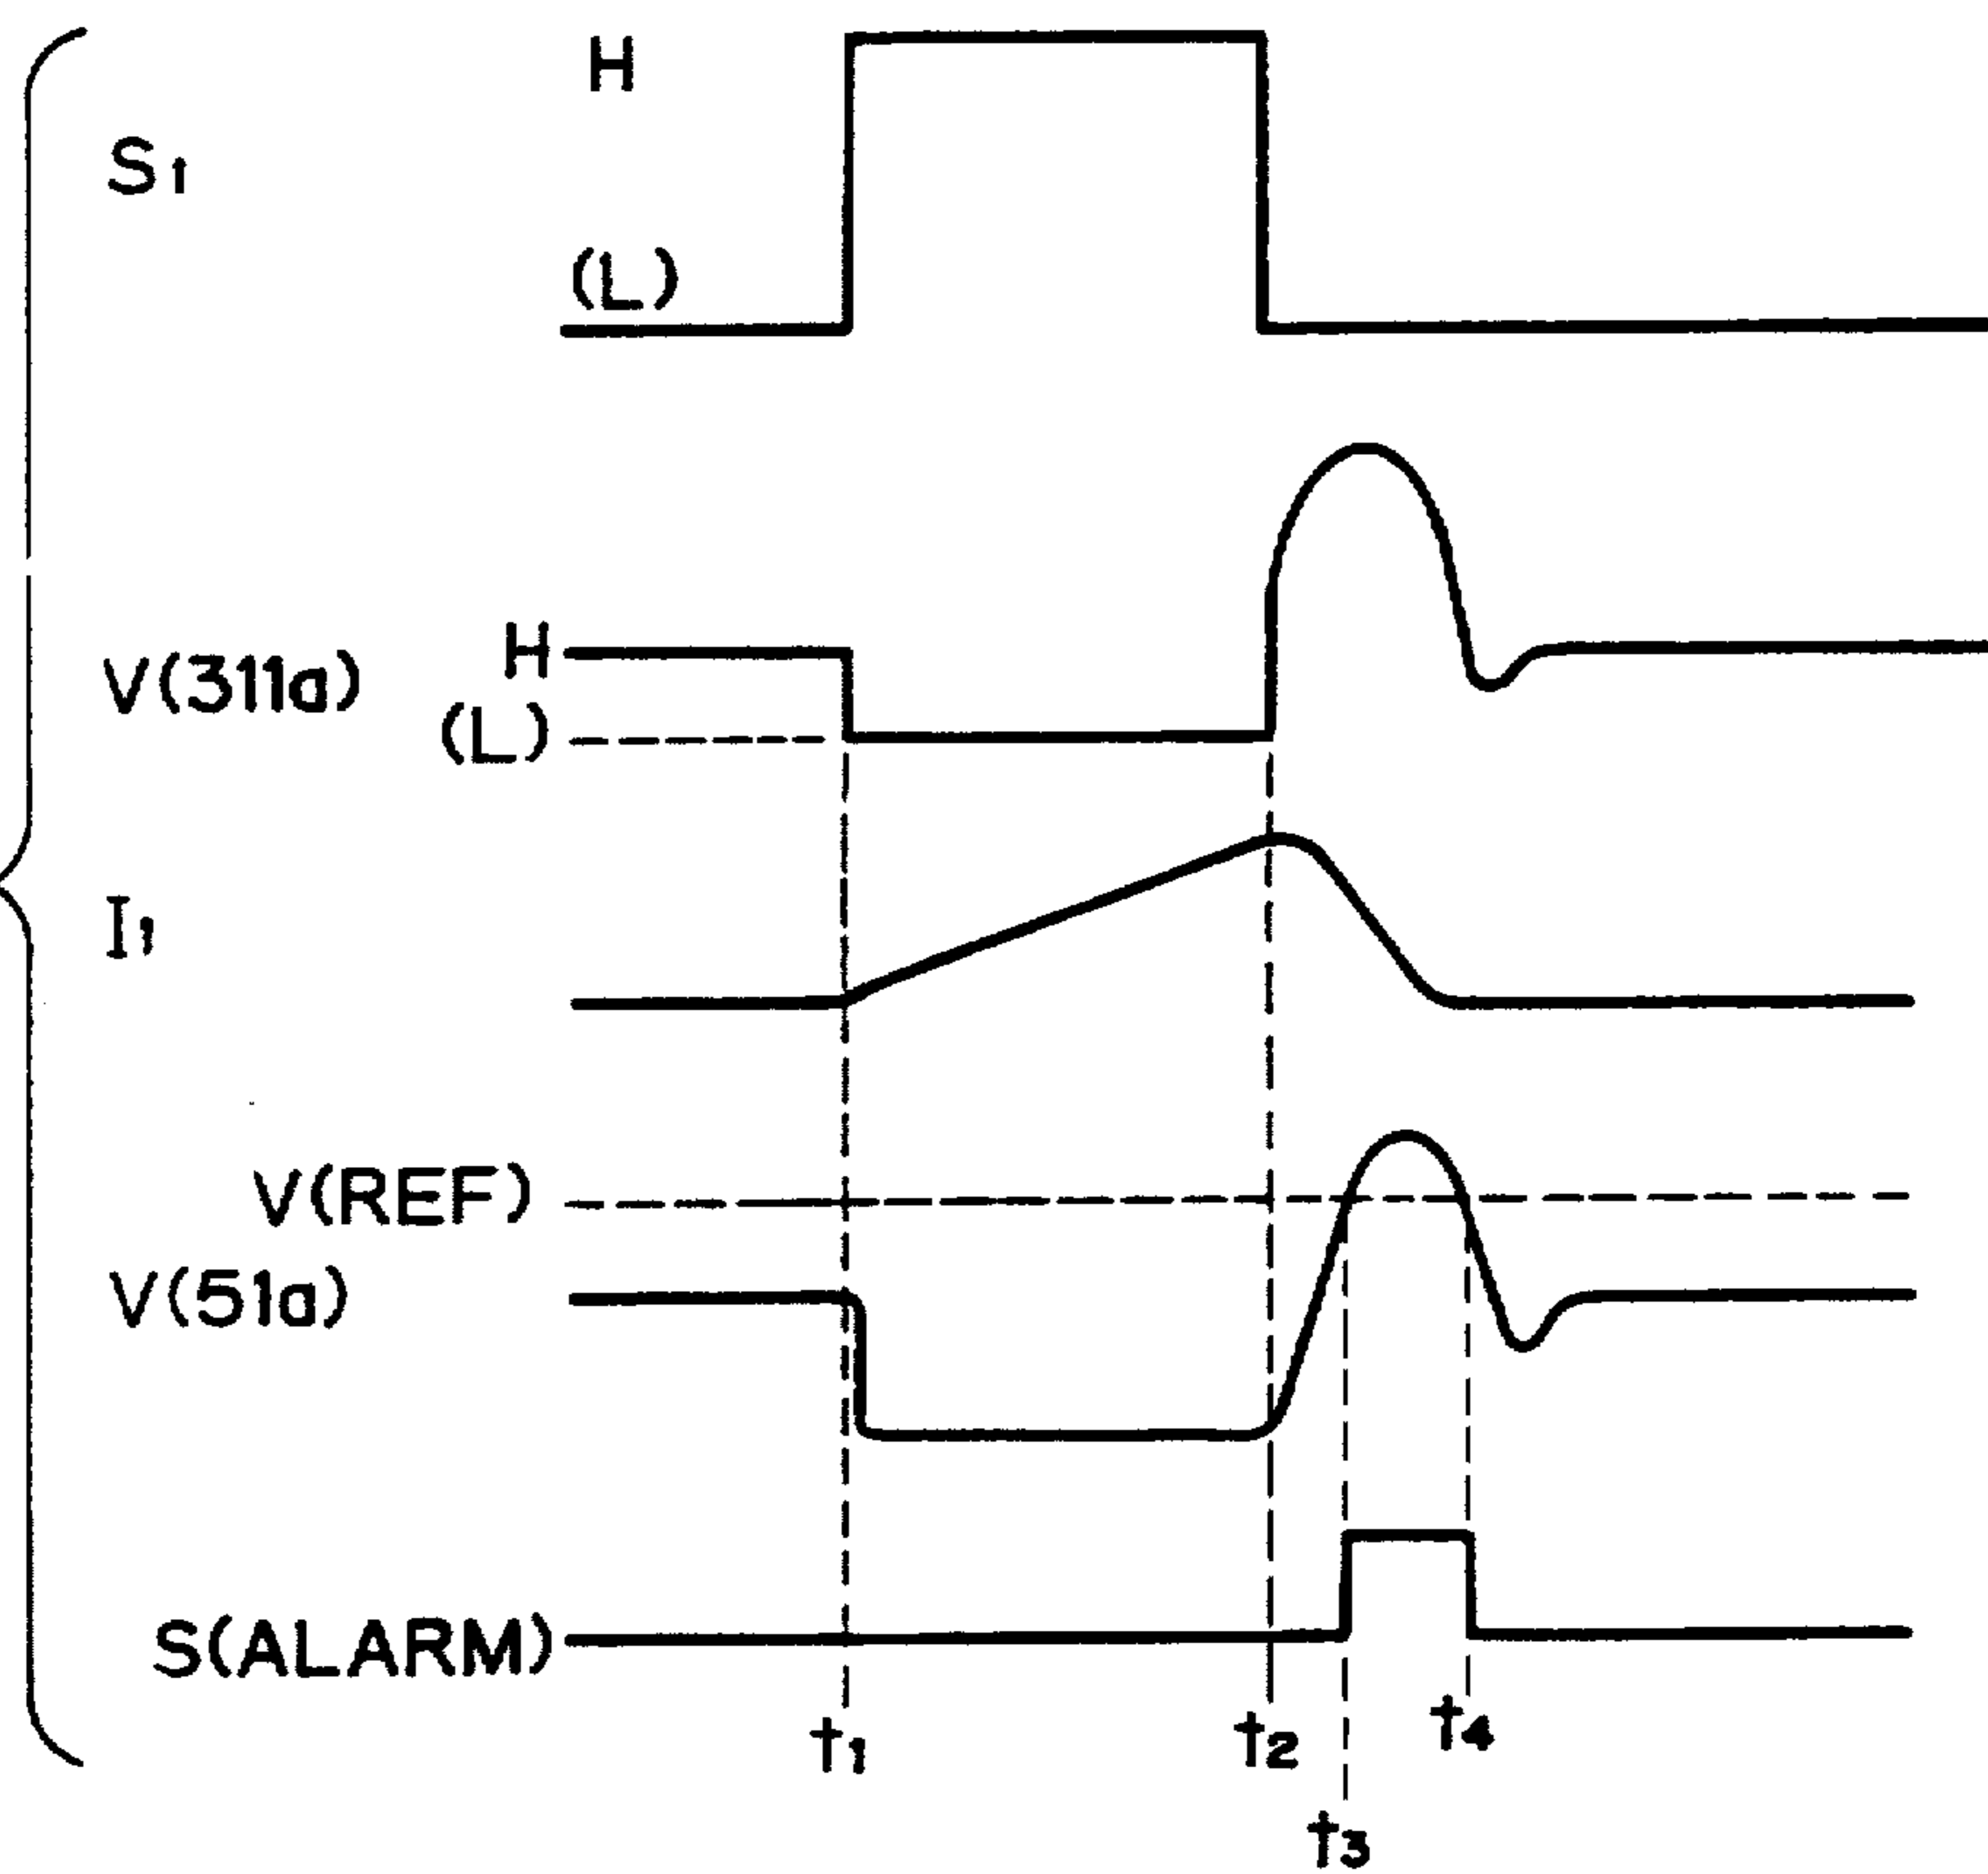 H
S1
(L)
H
V(311a)
(L)
I1
V(REF)
V(51a)
S(ALARM)
t1
t2
t4
t3